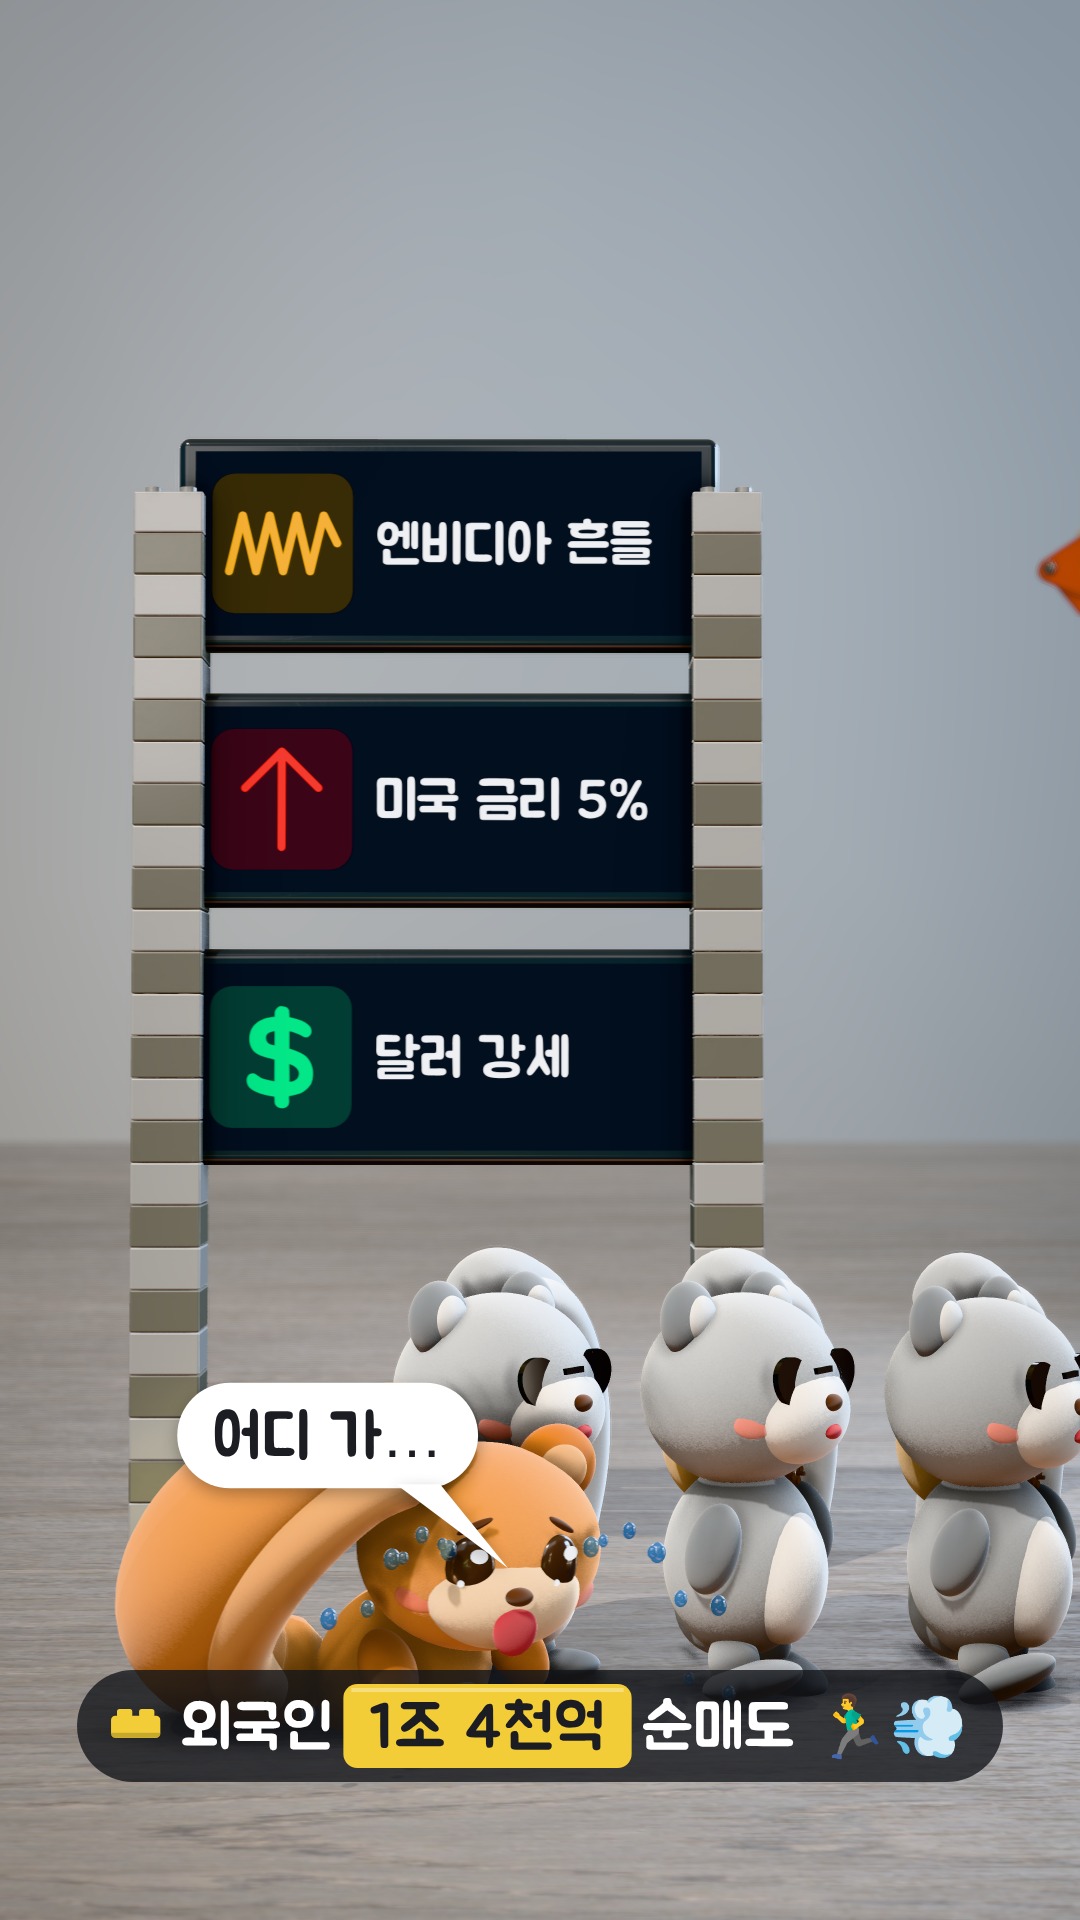 엔비디아 흔들
미국 금리 5%
$ 달러 강세
어디 가...
외국인 1조 4천억 순매도